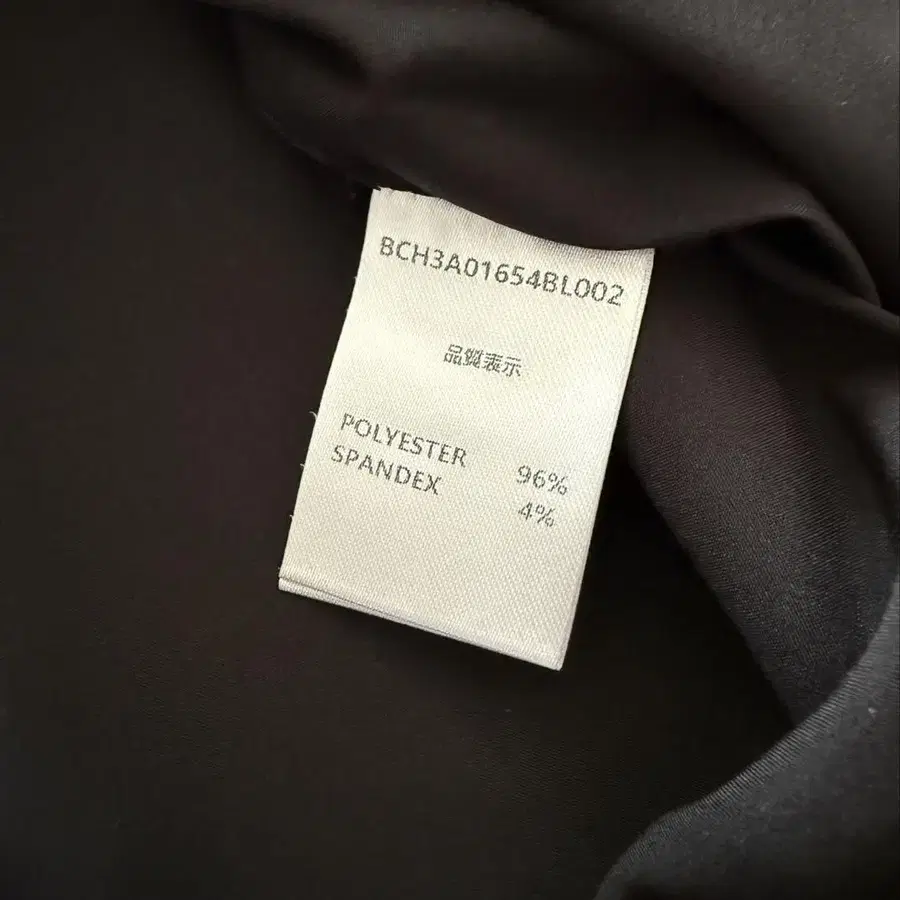 BCH3A01654BL002
品質表示
POLYESTER 96%
SPANDEX 4%